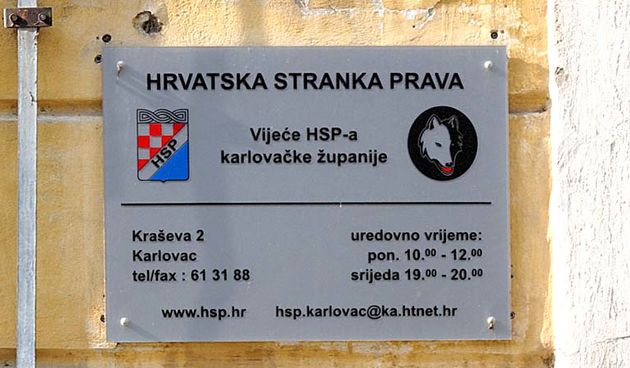 HRVATSKA STRANKA PRAVA
HSP
Vijeće HSP-a
karlovačke županije
Kraševa 2
Karlovac
tel/fax : 61 31 88
uredovno vrijeme:
pon. 10.00 - 12.00
srijeda 19.00 - 20.00
www.hsp.hr hsp.karlovac@ka.htnet.hr